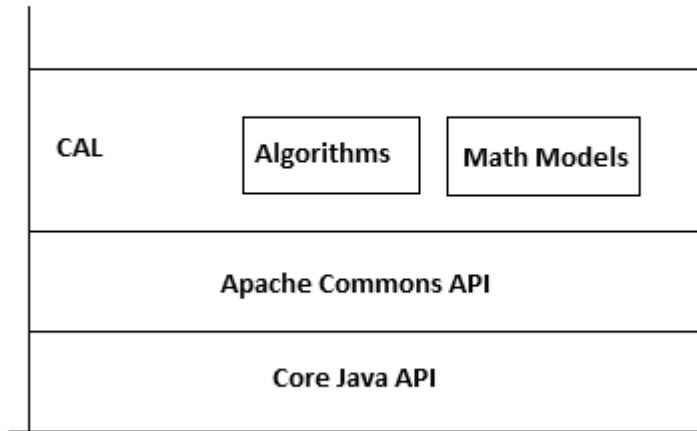 CAL
Algorithms
Math Models
Apache Commons API
Core Java API